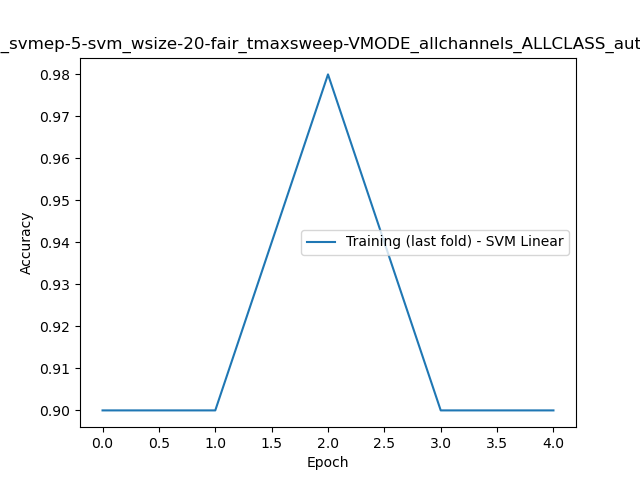 _svmep-5-svm_wsize-20-fair_tmaxsweep-VMODE_allchannels_ALLCLASS_aut
0.98
0.97
0.96
0.95
0.94
0.93
0.92
0.91
0.90
Accuracy
Training (last fold) - SVM Linear
0.0 0.5 1.0 1.5 2.0 2.5 3.0 3.5 4.0
Epoch